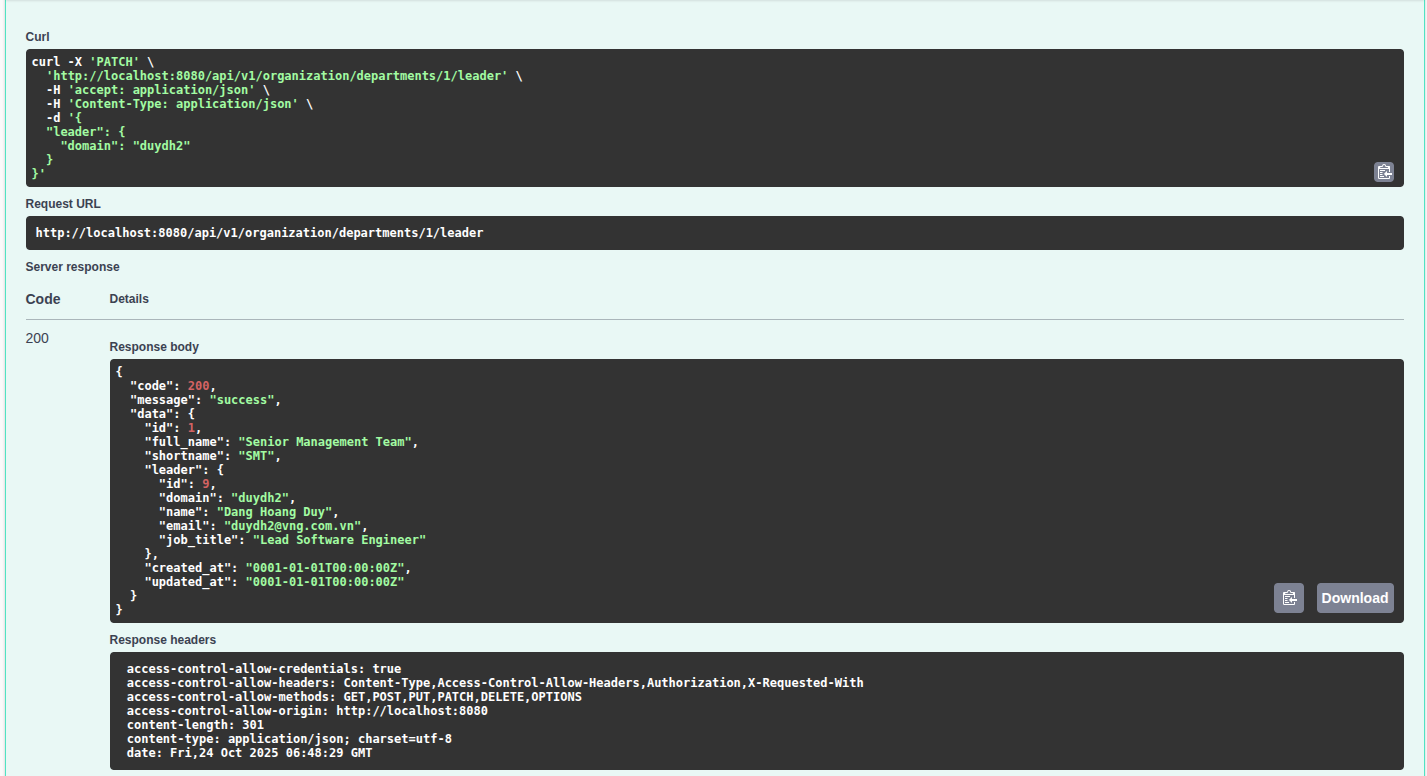 Curl
curl -X 'PATCH' \
  'http://localhost:8080/api/v1/organization/departments/1/leader' \
  -H 'accept: application/json' \
  -H 'Content-Type: application/json' \
  -d '{
  "leader": {
    "domain": "duydh2"
  }
}'
Request URL
http://localhost:8080/api/v1/organization/departments/1/leader
Server response
Code Details
200
Response body
{
  "code": 200,
  "message": "success",
  "data": {
    "id": 1,
    "full_name": "Senior Management Team",
    "shortname": "SMT",
    "leader": {
      "id": 9,
      "domain": "duydh2",
      "name": "Dang Hoang Duy",
      "email": "duydh2@vng.com.vn",
      "job_title": "Lead Software Engineer"
    },
    "created_at": "0001-01-01T00:00:00Z",
    "updated_at": "0001-01-01T00:00:00Z"
  }
}
Download
Response headers
access-control-allow-credentials: true
access-control-allow-headers: Content-Type,Access-Control-Allow-Headers,Authorization,X-Requested-With
access-control-allow-methods: GET,POST,PUT,PATCH,DELETE,OPTIONS
access-control-allow-origin: http://localhost:8080
content-length: 301
content-type: application/json; charset=utf-8
date: Fri,24 Oct 2025 06:48:29 GMT